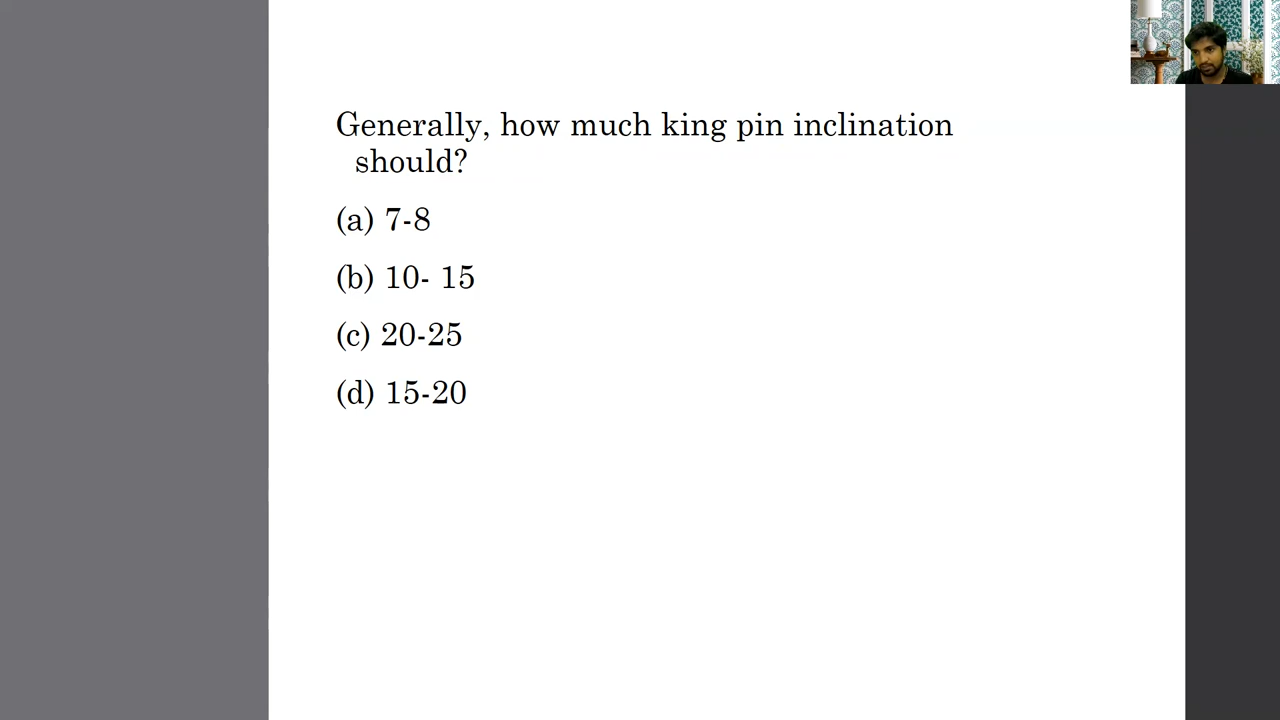 Generally, how much king pin inclination
should?
(a) 7-8
(b) 10- 15
(c) 20-25
(d) 15-20